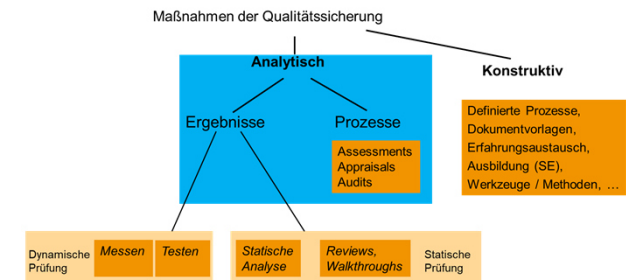 Maßnahmen der Qualitätssicherung
Analytisch
Konstruktiv
Ergebnisse
Prozesse
Assessments
Appraisals
Audits
Definierte Prozesse,
Dokumentvorlagen,
Erfahrungsaustausch,
Ausbildung (SE),
Werkzeuge / Methoden, …
Dynamische
Prüfung
Messen
Testen
Statische
Analyse
Reviews,
Walkthroughs
Statische
Prüfung